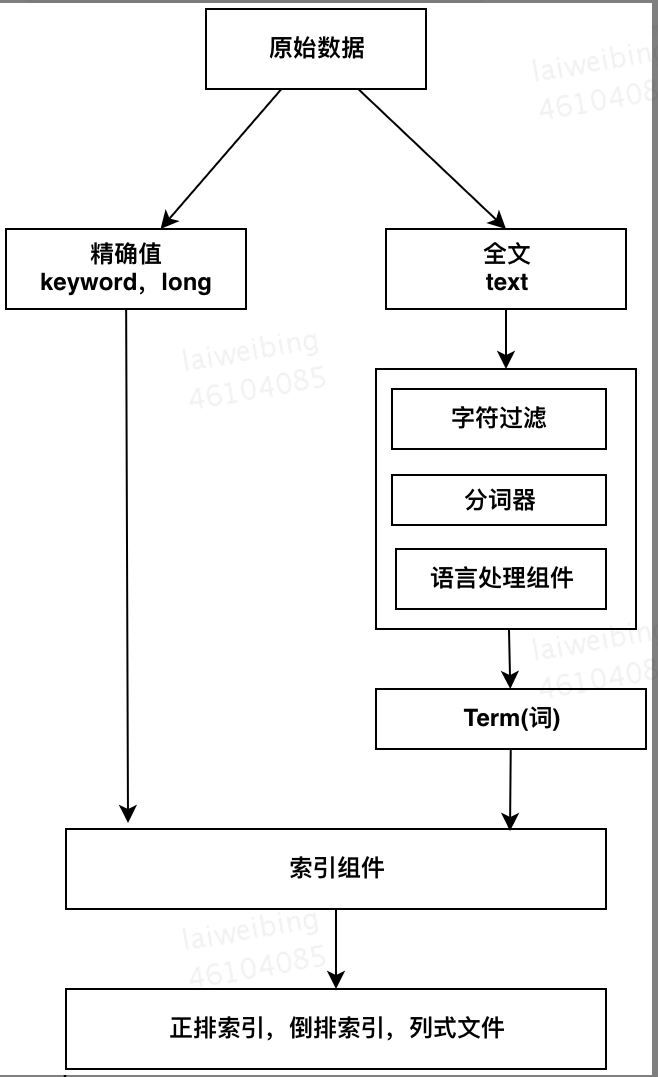 原始数据
精确值
keyword，long
全文
text
字符过滤
分词器
语言处理组件
Term(词)
索引组件
正排索引，倒排索引，列式文件
laiweibing
46104085
laiweibing
46104085
laiweibing
46104085
laiweibing
46104085